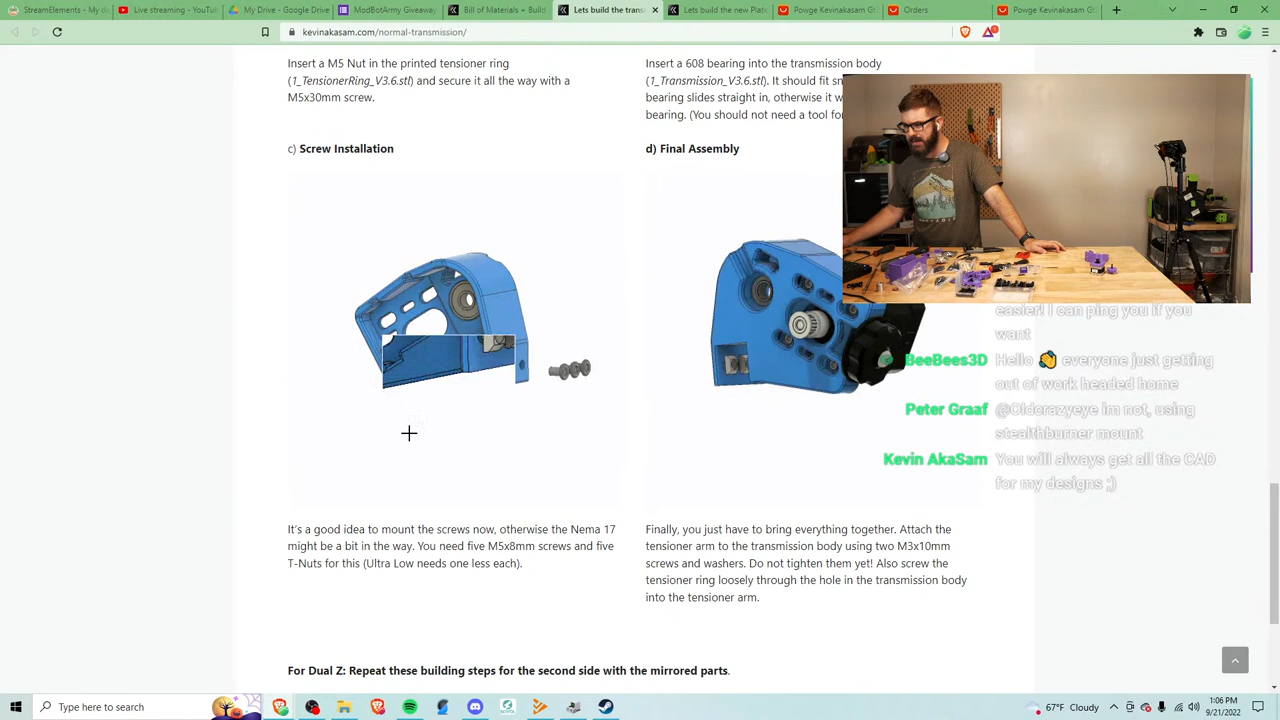 StreamElements - My da
Live streaming - YouTu
My Drive - Google Drive
ModBotArmy Giveaway
Bill of Materials + Build
Lets build the trans
Lets build the new Plate
Powge Kevinakasam Gt
Orders
Powge Kevinakasam Gt
kevinakasam.com/normal-transmission/
Insert a M5 Nut in the printed tensioner ring
(1_TensionerRing_V3.6.stl) and secure it all the way with a
M5x30mm screw.
Insert a 608 bearing into the transmission body
(1_Transmission_V3.6.stl). It should fit
bearing slides straight in, otherwise it
bearing. (You should not need a tool
c) Screw Installation
d) Final Assembly
easier! I can ping you if you
want
BeeBees3D Hello 👋 everyone just getting
out of work headed home
Peter Graaf @Oldcrazyeye im not, using
stealthburner mount
Kevin AkaSam You will always get all the CAD
for my designs ;)
It's a good idea to mount the screws now, otherwise the Nema 17
might be a bit in the way. You need five M5x8mm screws and five
T-Nuts for this (Ultra Low needs one less each).
Finally, you just have to bring everything together. Attach the
tensioner arm to the transmission body using two M3x10mm
screws and washers. Do not tighten them yet! Also screw the
tensioner ring loosely through the hole in the transmission body
into the tensioner arm.
For Dual Z: Repeat these building steps for the second side with the mirrored parts.
Type here to search
67°F Cloudy
1:06 PM
9/21/2022